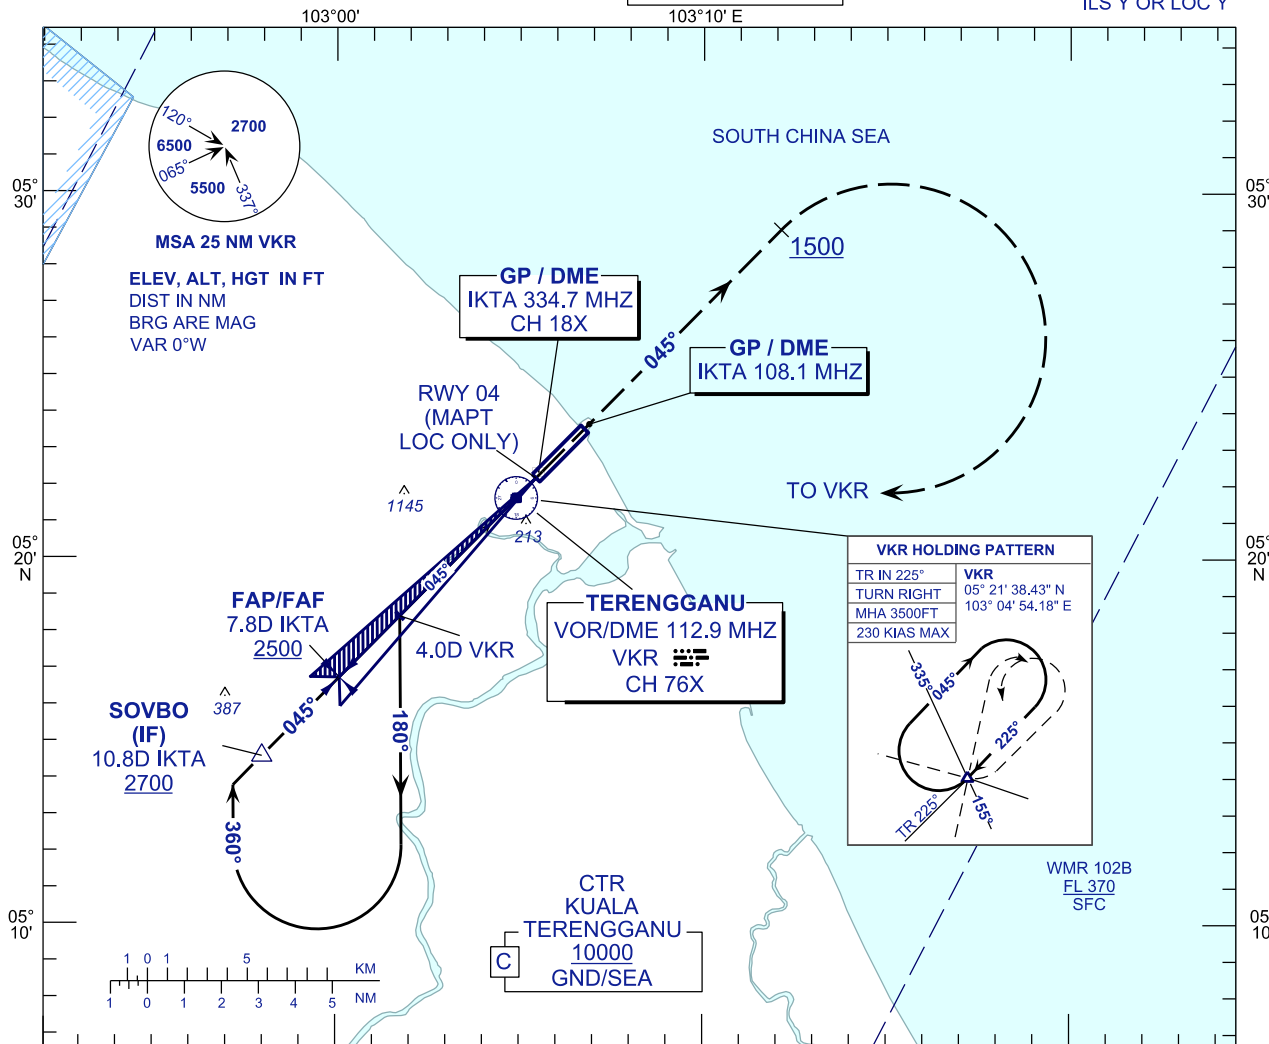 ILS Y OR LOC Y
103°00'
103°10' E
120°
2700
6500
065°
5500
337°
MSA 25 NM VKR
ELEV, ALT, HGT IN FT
DIST IN NM
BRG ARE MAG
VAR 0°W
SOUTH CHINA SEA
05°
30'
05°
30'
1500
GP / DME
IKTA 334.7 MHZ
CH 18X
045°
GP / DME
IKTA 108.1 MHZ
RWY 04
(MAPT
LOC ONLY)
TO VKR
1145
213
05°
20'
N
05°
20'
N
045°
FAP/FAF
7.8D IKTA
2500
4.0D VKR
TERENGGANU
VOR/DME 112.9 MHZ
VKR
CH 76X
387
SOVBO
(IF)
10.8D IKTA
2700
045°
180°
360°
VKR HOLDING PATTERN
TR IN 225°
TURN RIGHT
MHA 3500FT
230 KIAS MAX
VKR
05° 21' 38.43" N
103° 04' 54.18" E
335°
045°
225°
TR 225°
155°
WMR 102B
FL 370
SFC
CTR
KUALA
TERENGGANU
10000
GND/SEA
C
05°
10'
05°
10'
1 0 1 5 KM
1 0 1 2 3 4 5 NM